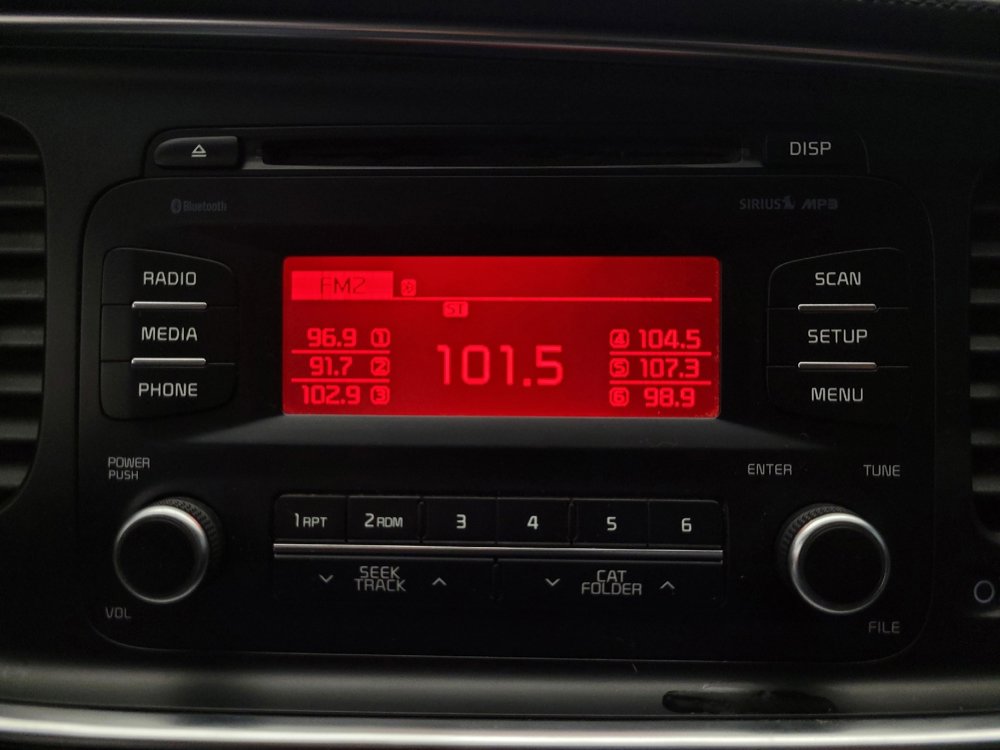 DISP
Bluetooth
SIRIUS MP3
RADIO
MEDIA
PHONE
FM2
ST
96.9 1
91.7 2
102.9 3
101.5
4 104.5
5 107.3
6 98.9
SCAN
SETUP
MENU
POWER
PUSH
VOL
1 RPT
2 RDM
3
4
5
6
SEEK
TRACK
CAT
FOLDER
ENTER
TUNE
FILE